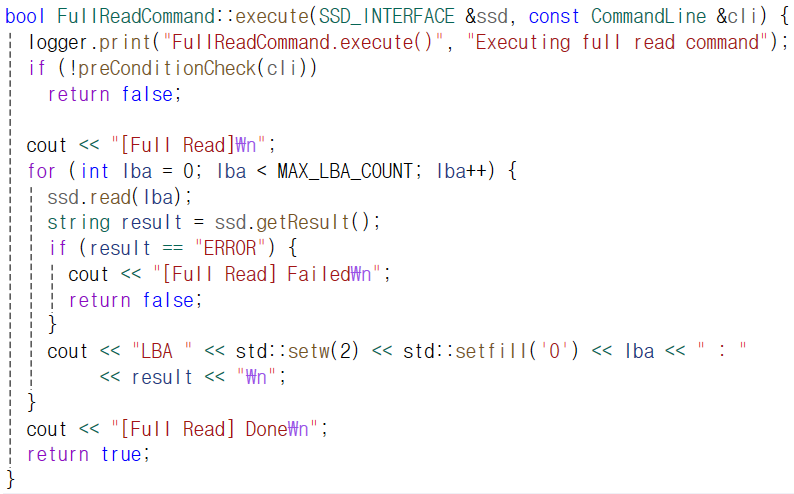 bool FullReadCommand::execute(SSD_INTERFACE &ssd, const CommandLine &cli) {
  logger.print("FullReadCommand.execute()", "Executing full read command");
  if (!preConditionCheck(cli))
    return false;

  cout << "[Full Read]₩n";
  for (int lba = 0; lba < MAX_LBA_COUNT; lba++) {
    ssd.read(lba);
    string result = ssd.getResult();
    if (result == "ERROR") {
      cout << "[Full Read] Failed₩n";
      return false;
    }
    cout << "LBA " << std::setw(2) << std::setfill('0') << lba << " : "
         << result << "₩n";
  }
  cout << "[Full Read] Done₩n";
  return true;
}